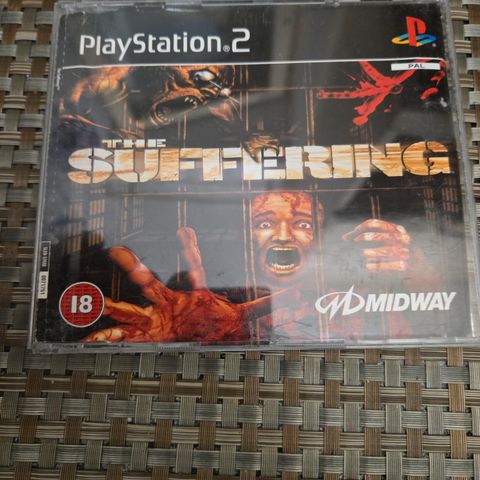 PlayStation®2
PAL
THE
SUFFERING
18
MIDWAY